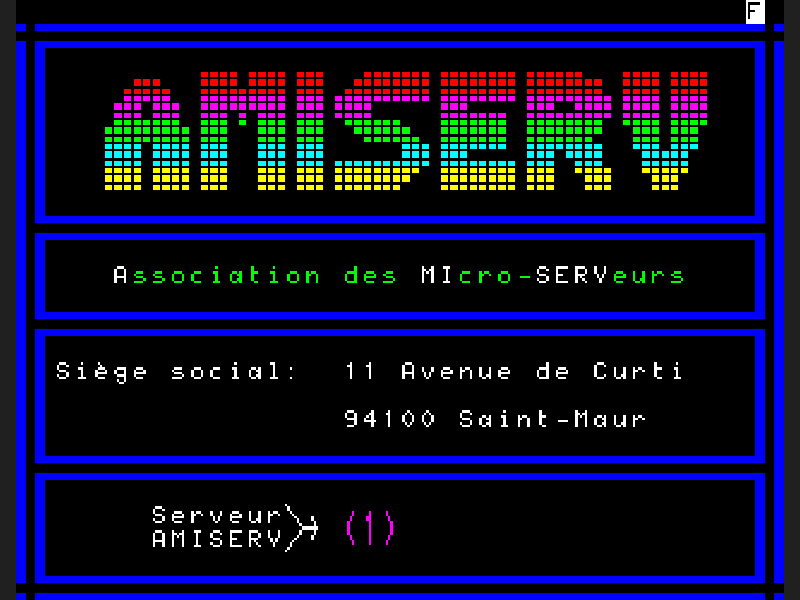 F
AMISERV
Association des MIcro-SERVeurs
Siège social: 11 Avenue de Curti
94100 Saint-Maur
Serveur
AMISERV
(1)